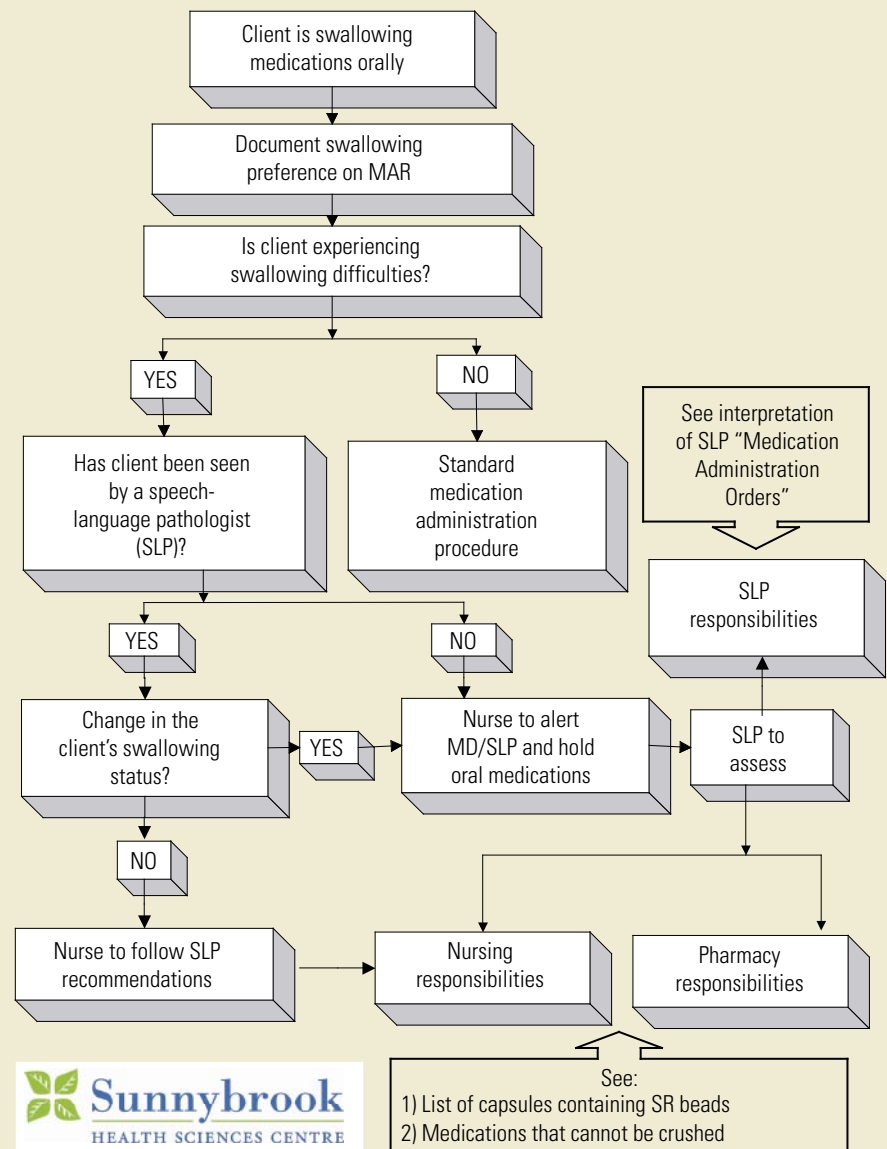 Client is swallowing
medications orally
Document swallowing
preference on MAR
Is client experiencing
swallowing difficulties?
YES
NO
Has client been seen
by a speech-
language pathologist
(SLP)?
Standard
medication
administration
procedure
See interpretation
of SLP “Medication
Administration
Orders”
SLP
responsibilities
YES
NO
Change in the
client’s swallowing
status?
YES
Nurse to alert
MD/SLP and hold
oral medications
SLP to
assess
NO
Nurse to follow SLP
recommendations
Nursing
responsibilities
Pharmacy
responsibilities
Sunnybrook
HEALTH SCIENCES CENTRE
See:
1) List of capsules containing SR beads
2) Medications that cannot be crushed